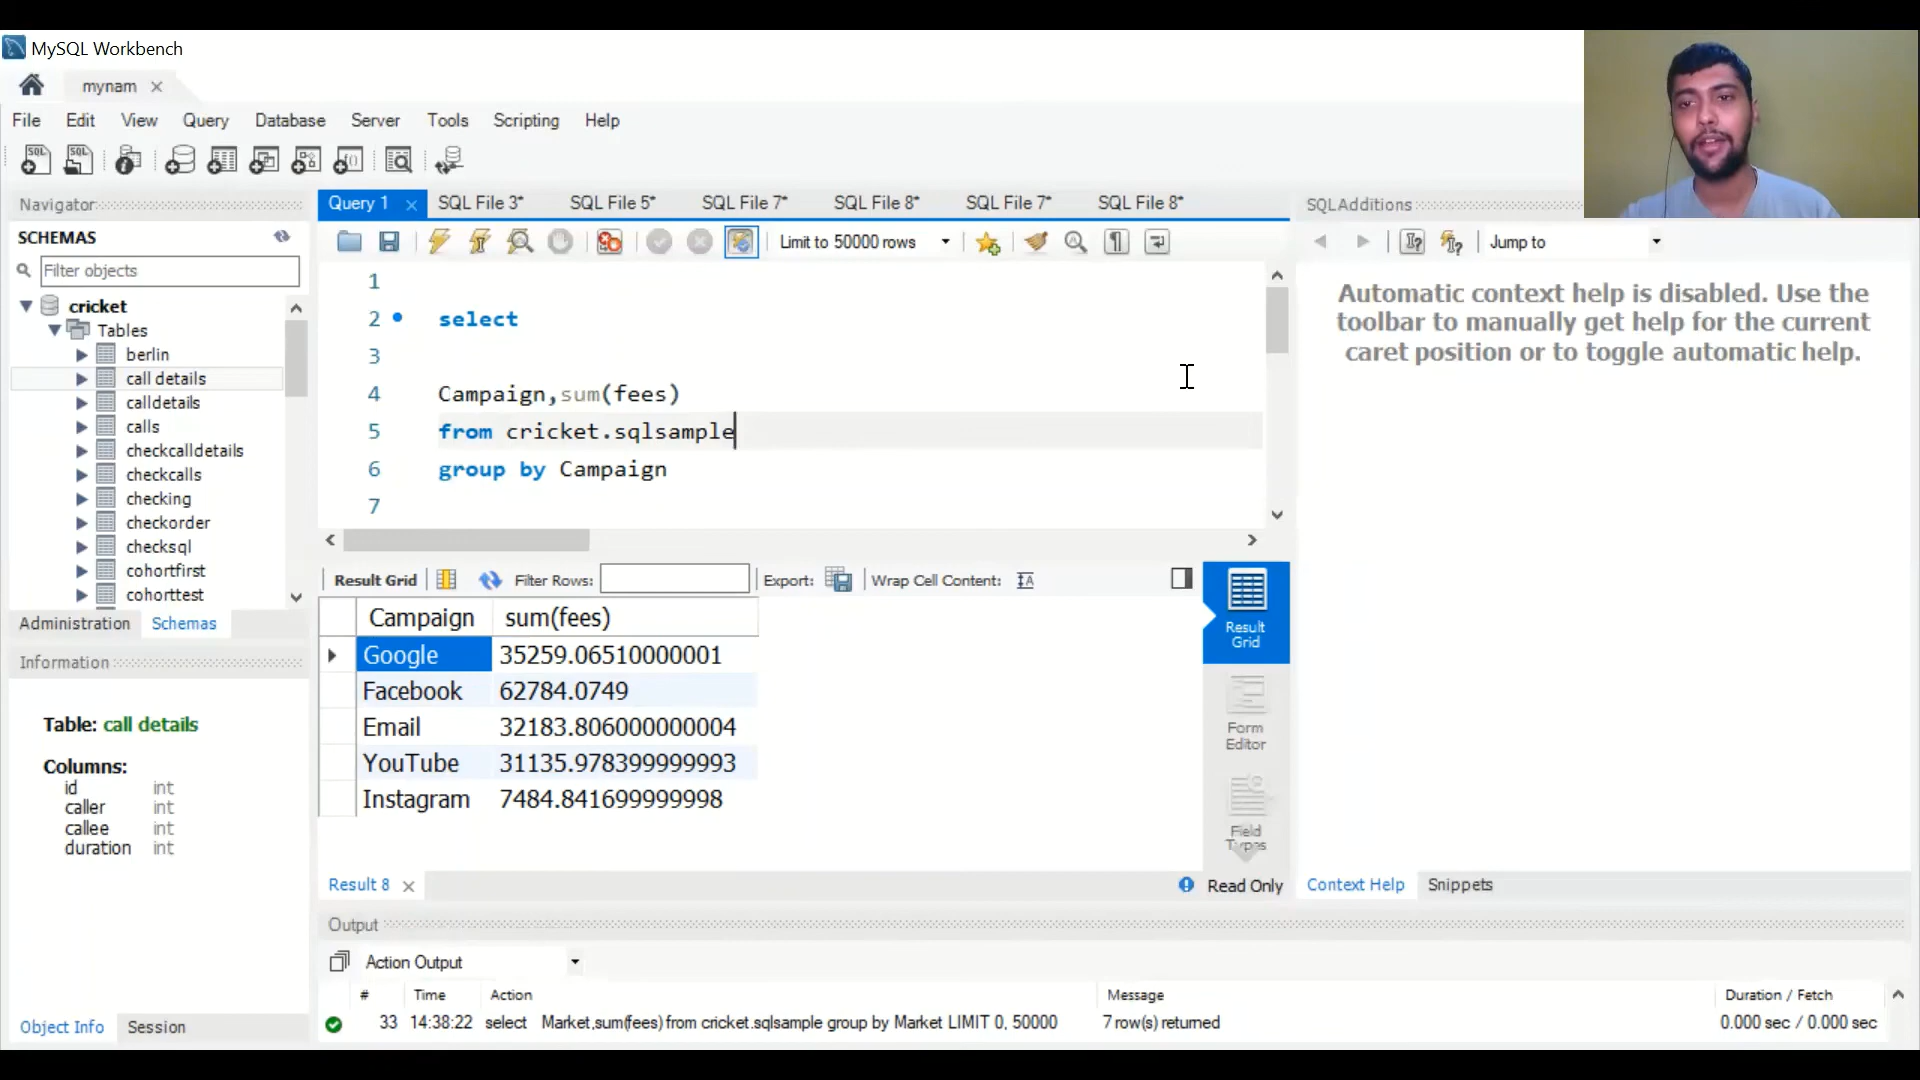 MySQL Workbench
mynam
File Edit View Query Database Server Tools Scripting Help
Navigator
SCHEMAS
Filter objects
cricket
Tables
berlin
call details
calldetails
calls
checkcalldetails
checkcalls
checking
checkorder
checksql
cohortfirst
cohorttest
Administration Schemas
Information
Table: call details
Columns:
id int
caller int
callee int
duration int
Object Info Session
Query 1 SQL File 3* SQL File 5* SQL File 7* SQL File 8* SQL File 7* SQL File 8*
Limit to 50000 rows
1
2 select
3
4 Campaign,sum(fees)
5 from cricket.sqlsample
6 group by Campaign
7
Result Grid Filter Rows: Export: Wrap Cell Content:
Campaign sum(fees)
Google 35259.06510000001
Facebook 62784.0749
Email 32183.806000000004
YouTube 31135.978399999993
Instagram 7484.841699999998
Result
Grid
Form
Editor
Field
Types
Result 8 Read Only
SQLAdditions
Jump to
Automatic context help is disabled. Use the
toolbar to manually get help for the current
caret position or to toggle automatic help.
Context Help Snippets
Output
Action Output
# Time Action Message Duration / Fetch
33 14:38:22 select Market,sum(fees) from cricket.sqlsample group by Market LIMIT 0, 50000 7 row(s) returned 0.000 sec / 0.000 sec